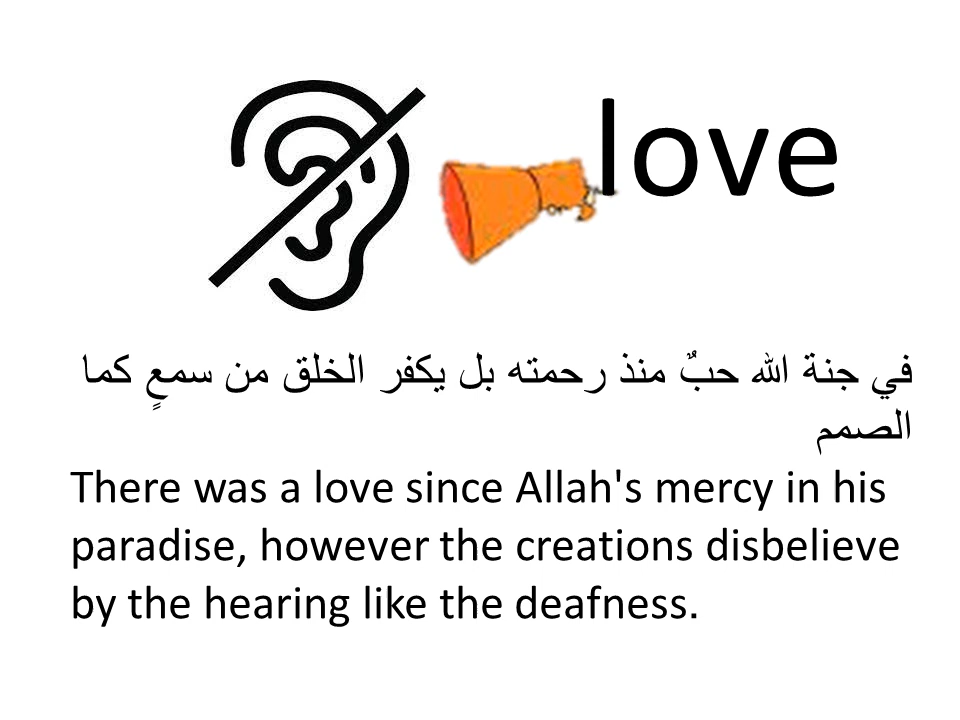 love
في جنة الله حبٌ منذ رحمته بل يكفر الخلق من سمعٍ كما
الصمم
There was a love since Allah's mercy in his
paradise, however the creations disbelieve
by the hearing like the deafness.